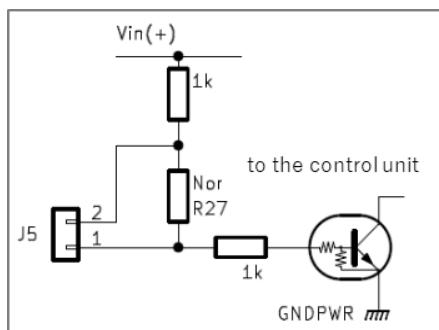 Vin(+)
1k
to the control unit
Nor
R27
J5
2
1
1k
GNDPWR